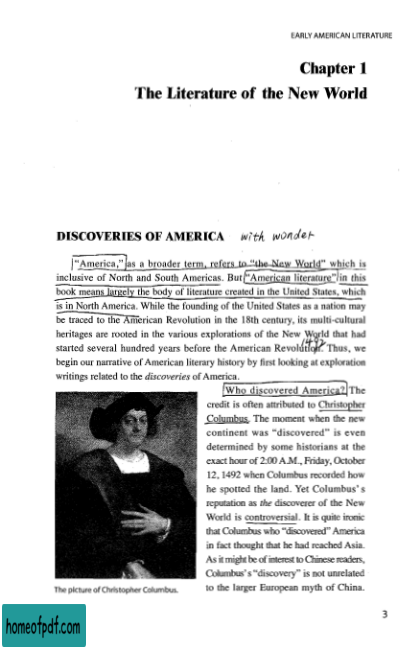 EARLY AMERICAN LITERATURE
Chapter 1
The Literature of the New World
DISCOVERIES OF AMERICA with wonder
"America," as a broader term, refers to "the New World" which is
inclusive of North and South Americas. But "American literature" in this
book means largely the body of literature created in the United States, which
is in North America. While the founding of the United States as a nation may
be traced to the American Revolution in the 18th century, its multi-cultural
heritages are rooted in the various explorations of the New World that had
1492
started several hundred years before the American Revolution. Thus, we
begin our narrative of American literary history by first looking at exploration
writings related to the discoveries of America.
Who discovered America? The
credit is often attributed to Christopher
Columbus. The moment when the new
continent was "discovered" is even
determined by some historians at the
exact hour of 2:00 A.M., Friday, October
12, 1492 when Columbus recorded how
he spotted the land. Yet Columbus's
reputation as the discoverer of the New
World is controversial. It is quite ironic
that Columbus who "discovered" America
in fact thought that he had reached Asia.
As it might be of interest to Chinese readers,
Columbus's "discovery" is not unrelated
to the larger European myth of China.
The picture of Christopher Columbus.
3
homeofpdf.com